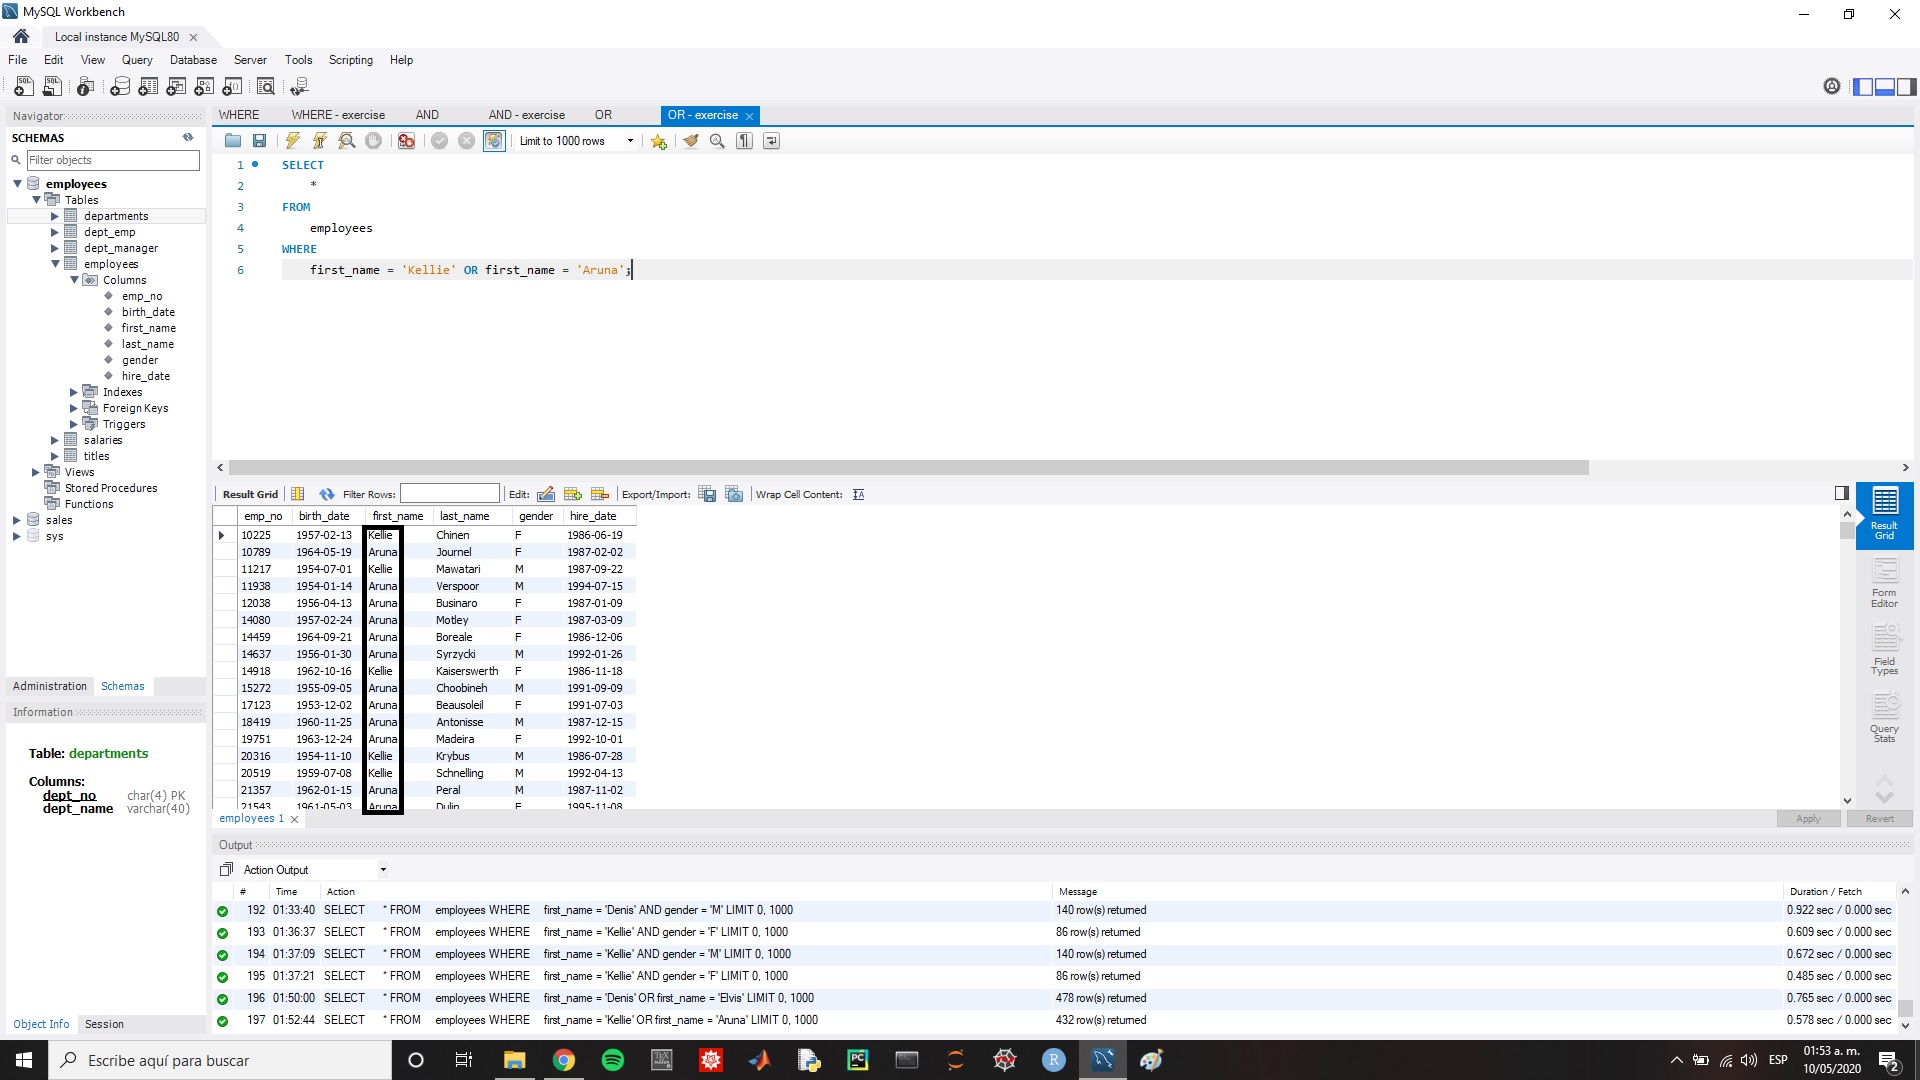 MySQL Workbench
Local instance MySQL80
File Edit View Query Database Server Tools Scripting Help
Navigator
SCHEMAS
Filter objects
employees
Tables
departments
dept_emp
dept_manager
employees
Columns
emp_no
birth_date
first_name
last_name
gender
hire_date
Indexes
Foreign Keys
Triggers
salaries
titles
Views
Stored Procedures
Functions
sales
sys
Administration Schemas
Information
Table: departments
Columns:
dept_no char(4) PK
dept_name varchar(40)
Object Info Session
WHERE WHERE - exercise AND AND - exercise OR OR - exercise
Limit to 1000 rows
1 SELECT
2 *
3 FROM
4 employees
5 WHERE
6 first_name = 'Kellie' OR first_name = 'Aruna';
Result Grid Filter Rows: Edit: Export/Import: Wrap Cell Content:
emp_no birth_date first_name last_name gender hire_date
10225 1957-02-13 Kellie Chinen F 1986-06-19
10789 1964-05-19 Aruna Journel F 1987-02-02
11217 1954-07-01 Kellie Mawatari M 1987-09-22
11938 1954-01-14 Aruna Verspoor M 1994-07-15
12038 1956-04-13 Aruna Businaro F 1987-01-09
14080 1957-02-24 Aruna Motley F 1987-03-09
14459 1964-09-21 Aruna Boreale F 1986-12-06
14637 1956-01-30 Aruna Syrzycki M 1992-01-26
14918 1962-10-16 Kellie Kaiserswerth F 1986-11-18
15272 1955-09-05 Aruna Choobineh M 1991-09-09
17123 1953-12-02 Aruna Beausoleil F 1991-07-03
18419 1960-11-25 Aruna Antonisse M 1987-12-15
19751 1963-12-24 Aruna Madeira F 1992-10-01
20316 1954-11-10 Kellie Krybus M 1986-07-28
20519 1959-07-08 Kellie Schnelling M 1992-04-13
21357 1962-01-15 Aruna Peral M 1987-11-02
21543 1961-05-03 Aruna Dulin F 1995-11-08
Result Grid
Form Editor
Field Types
Query Stats
employees 1
Apply Revert
Output
Action Output
# Time Action Message Duration / Fetch
192 01:33:40 SELECT * FROM employees WHERE first_name = 'Denis' AND gender = 'M' LIMIT 0, 1000 140 row(s) returned 0.922 sec / 0.000 sec
193 01:36:37 SELECT * FROM employees WHERE first_name = 'Kellie' AND gender = 'F' LIMIT 0, 1000 86 row(s) returned 0.609 sec / 0.000 sec
194 01:37:09 SELECT * FROM employees WHERE first_name = 'Kellie' AND gender = 'M' LIMIT 0, 1000 140 row(s) returned 0.672 sec / 0.000 sec
195 01:37:21 SELECT * FROM employees WHERE first_name = 'Kellie' AND gender = 'F' LIMIT 0, 1000 86 row(s) returned 0.485 sec / 0.000 sec
196 01:50:00 SELECT * FROM employees WHERE first_name = 'Denis' OR first_name = 'Elvis' LIMIT 0, 1000 478 row(s) returned 0.765 sec / 0.000 sec
197 01:52:44 SELECT * FROM employees WHERE first_name = 'Kellie' OR first_name = 'Aruna' LIMIT 0, 1000 432 row(s) returned 0.578 sec / 0.000 sec
Escribe aquí para buscar
ESP
01:53 a. m.
10/05/2020
2